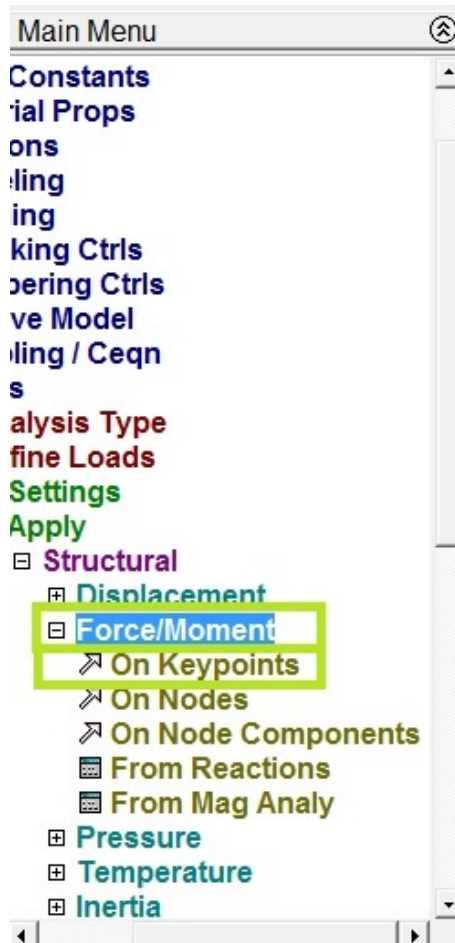 Main Menu
Constants
rial Props
ons
eling
ing
king Ctrls
bering Ctrls
ve Model
pling / Ceqn
s
alysis Type
fine Loads
Settings
Apply
Structural
Displacement
Force/Moment
On Keypoints
On Nodes
On Node Components
From Reactions
From Mag Analy
Pressure
Temperature
Inertia